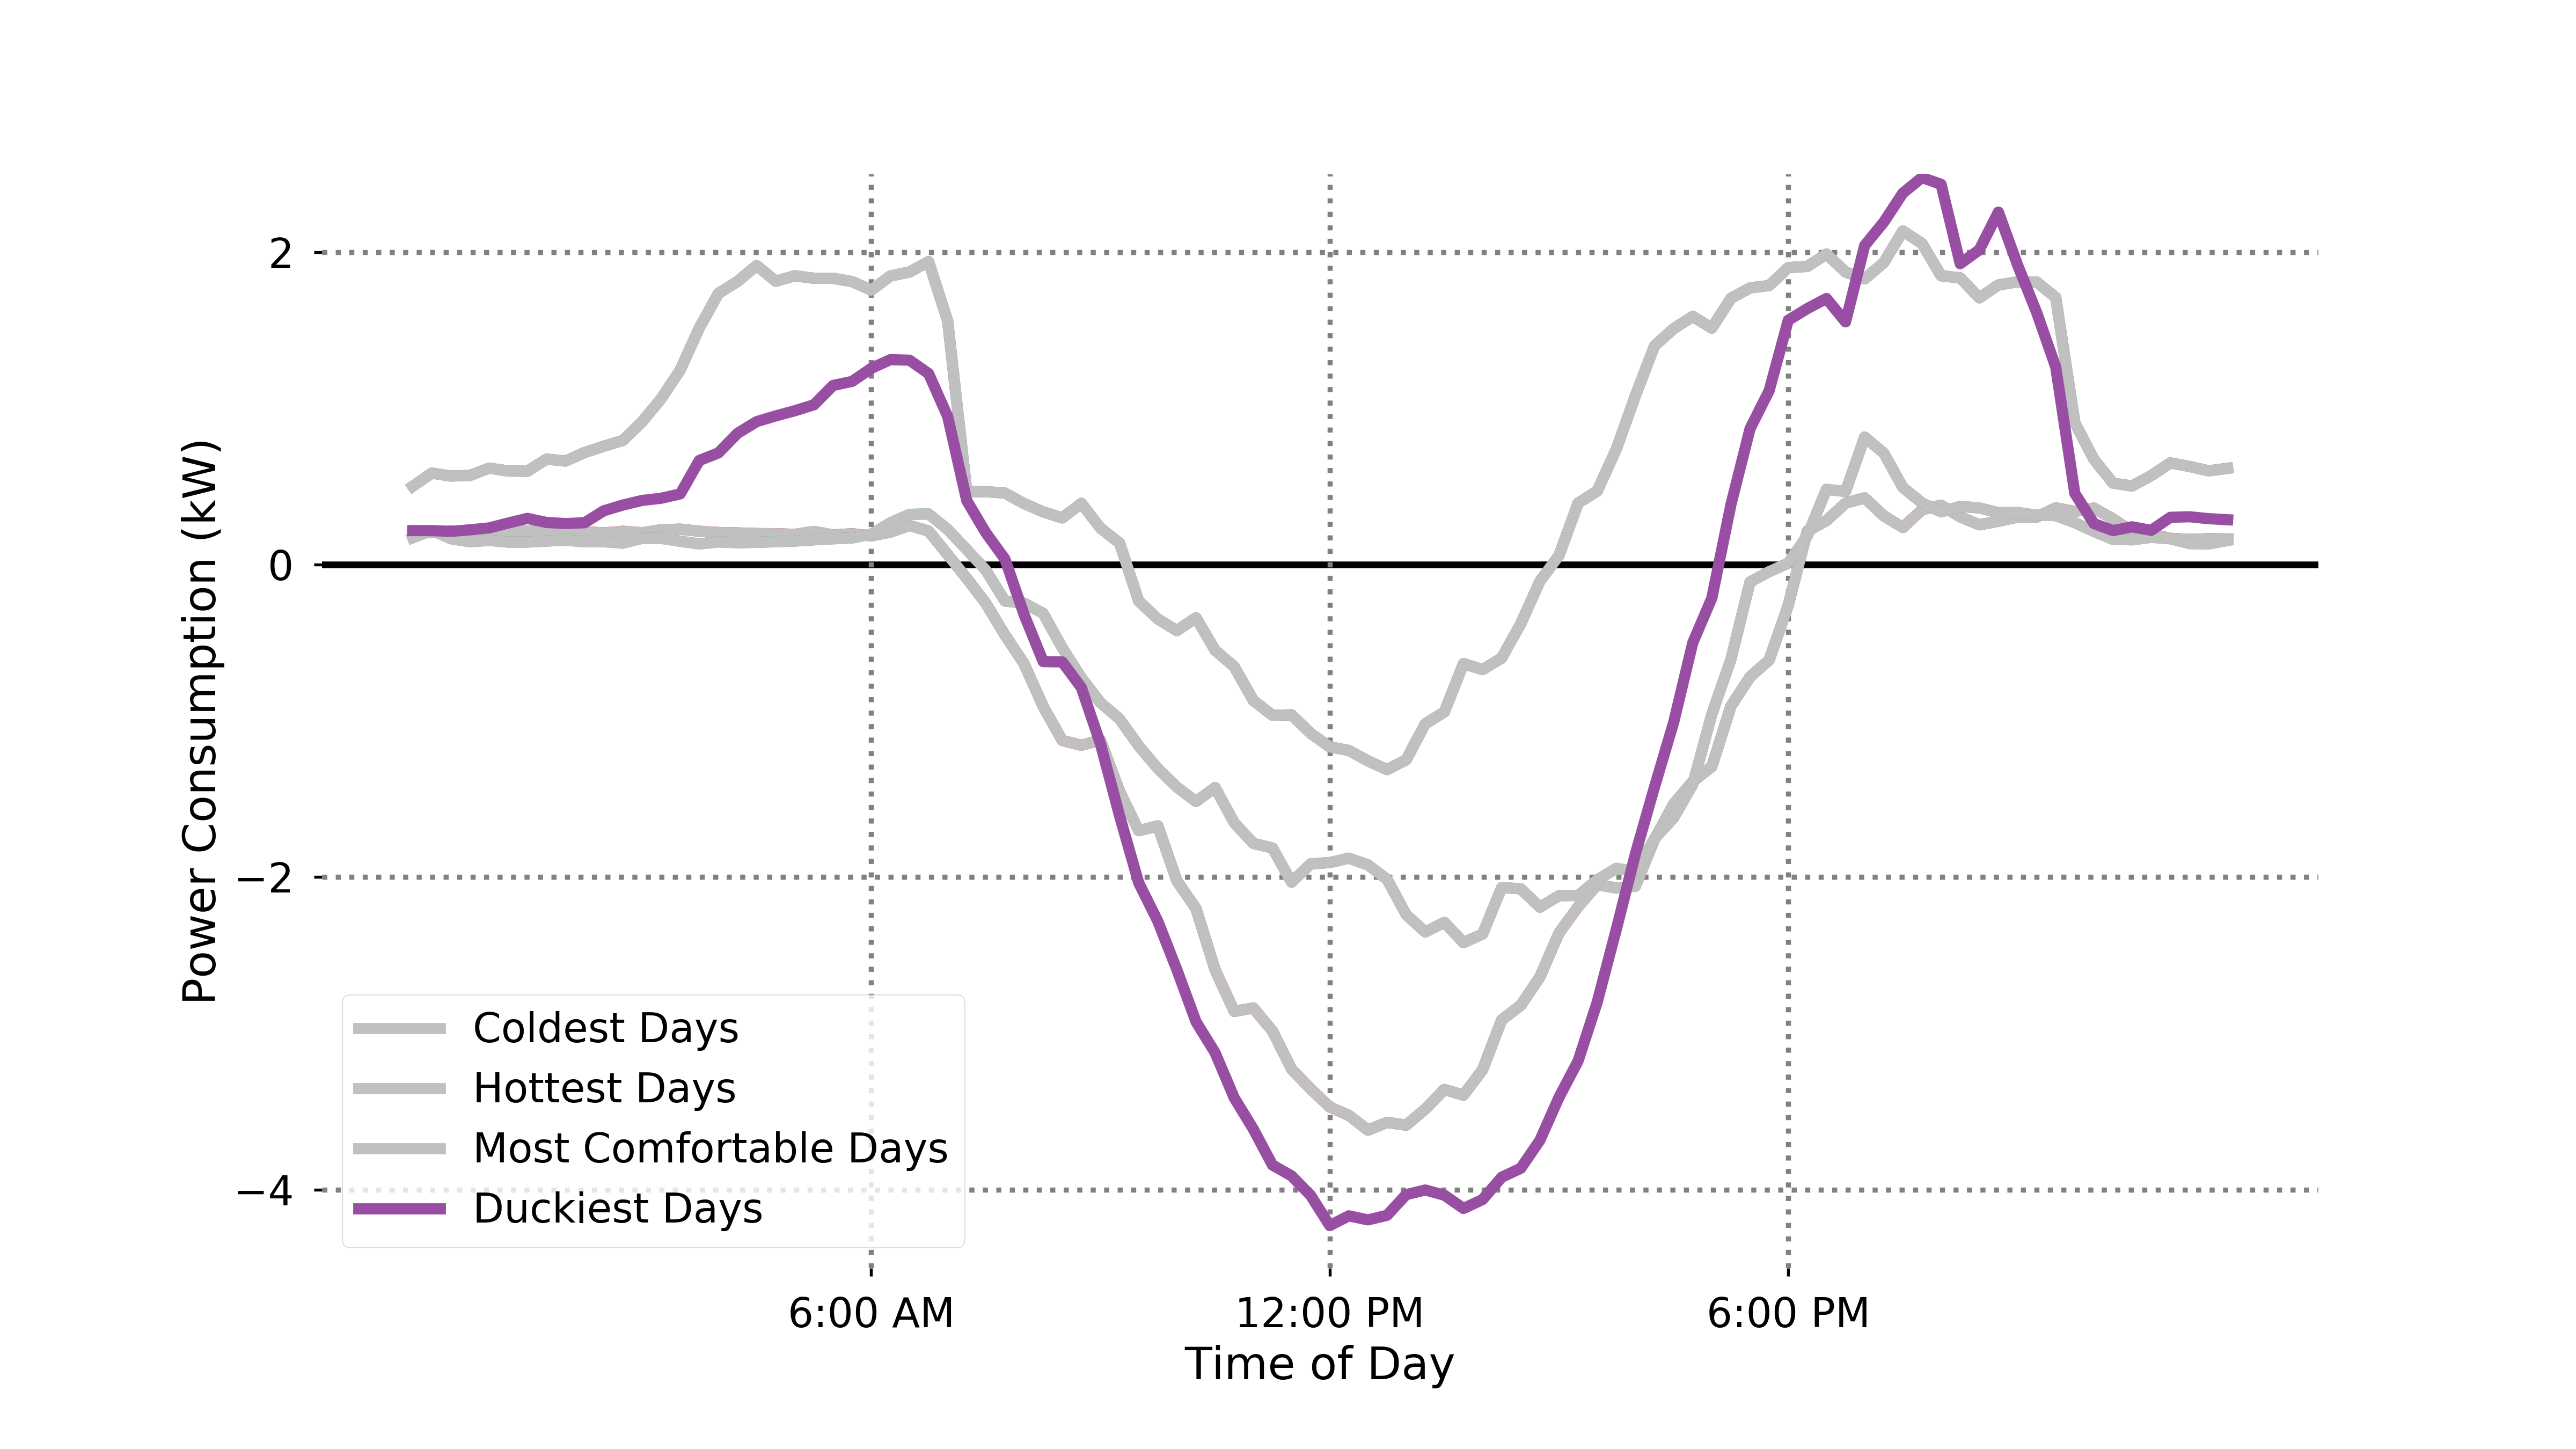 2
0
−2
−4
Power Consumption (kW)
Coldest Days
Hottest Days
Most Comfortable Days
Duckiest Days
6:00 AM
12:00 PM
6:00 PM
Time of Day